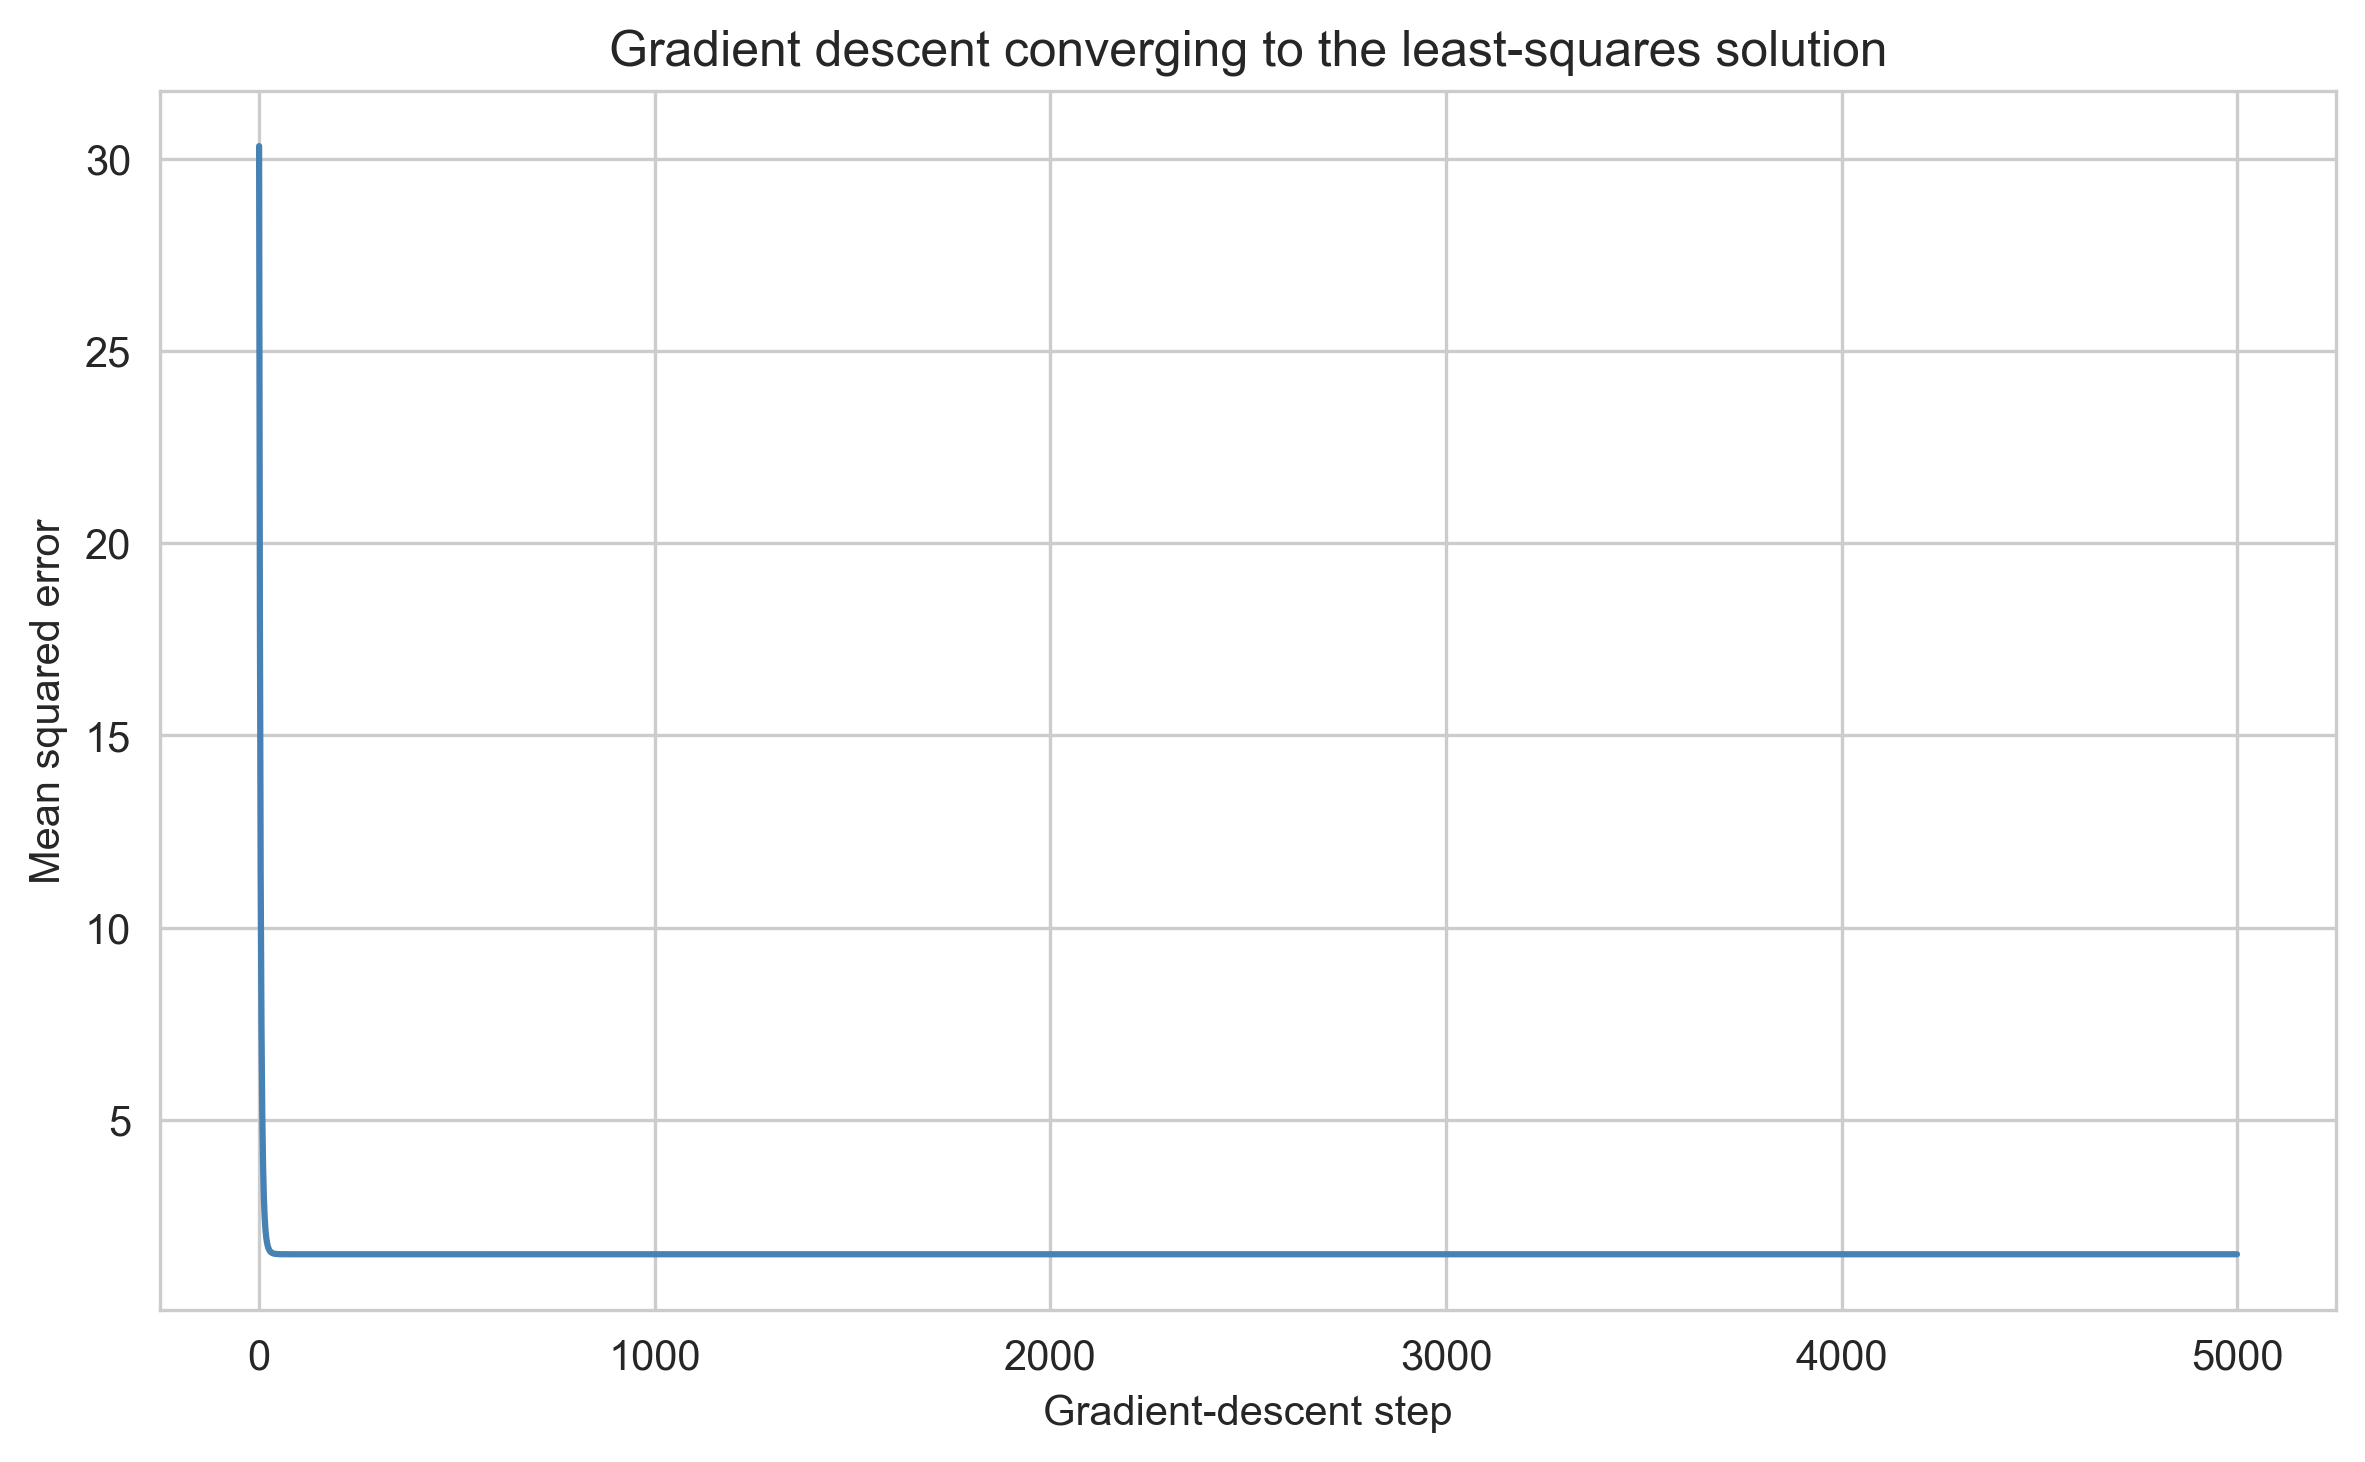 Gradient descent converging to the least-squares solution
30
25
20
15
10
5
Mean squared error
0 1000 2000 3000 4000 5000
Gradient-descent step